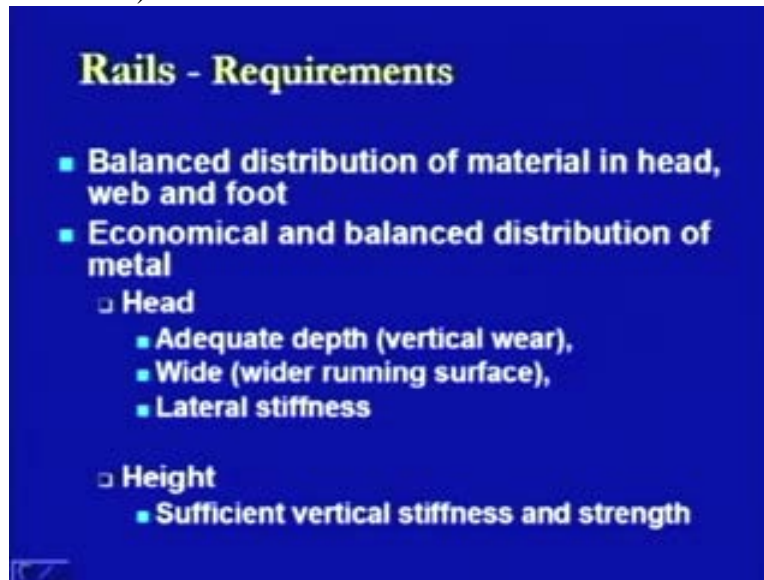 Rails - Requirements
Balanced distribution of material in head,
web and foot
Economical and balanced distribution of
metal
Head
Adequate depth (vertical wear),
Wide (wider running surface),
Lateral stiffness
Height
Sufficient vertical stiffness and strength